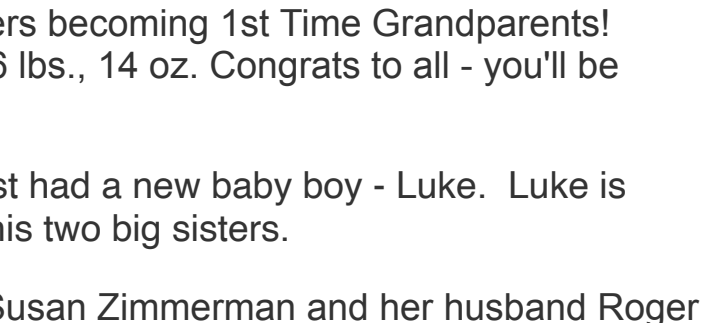 ers becoming 1st Time Grandparents!
6 lbs., 14 oz. Congrats to all - you'll be
st had a new baby boy - Luke.  Luke is
his two big sisters.
Susan Zimmerman and her husband Roger